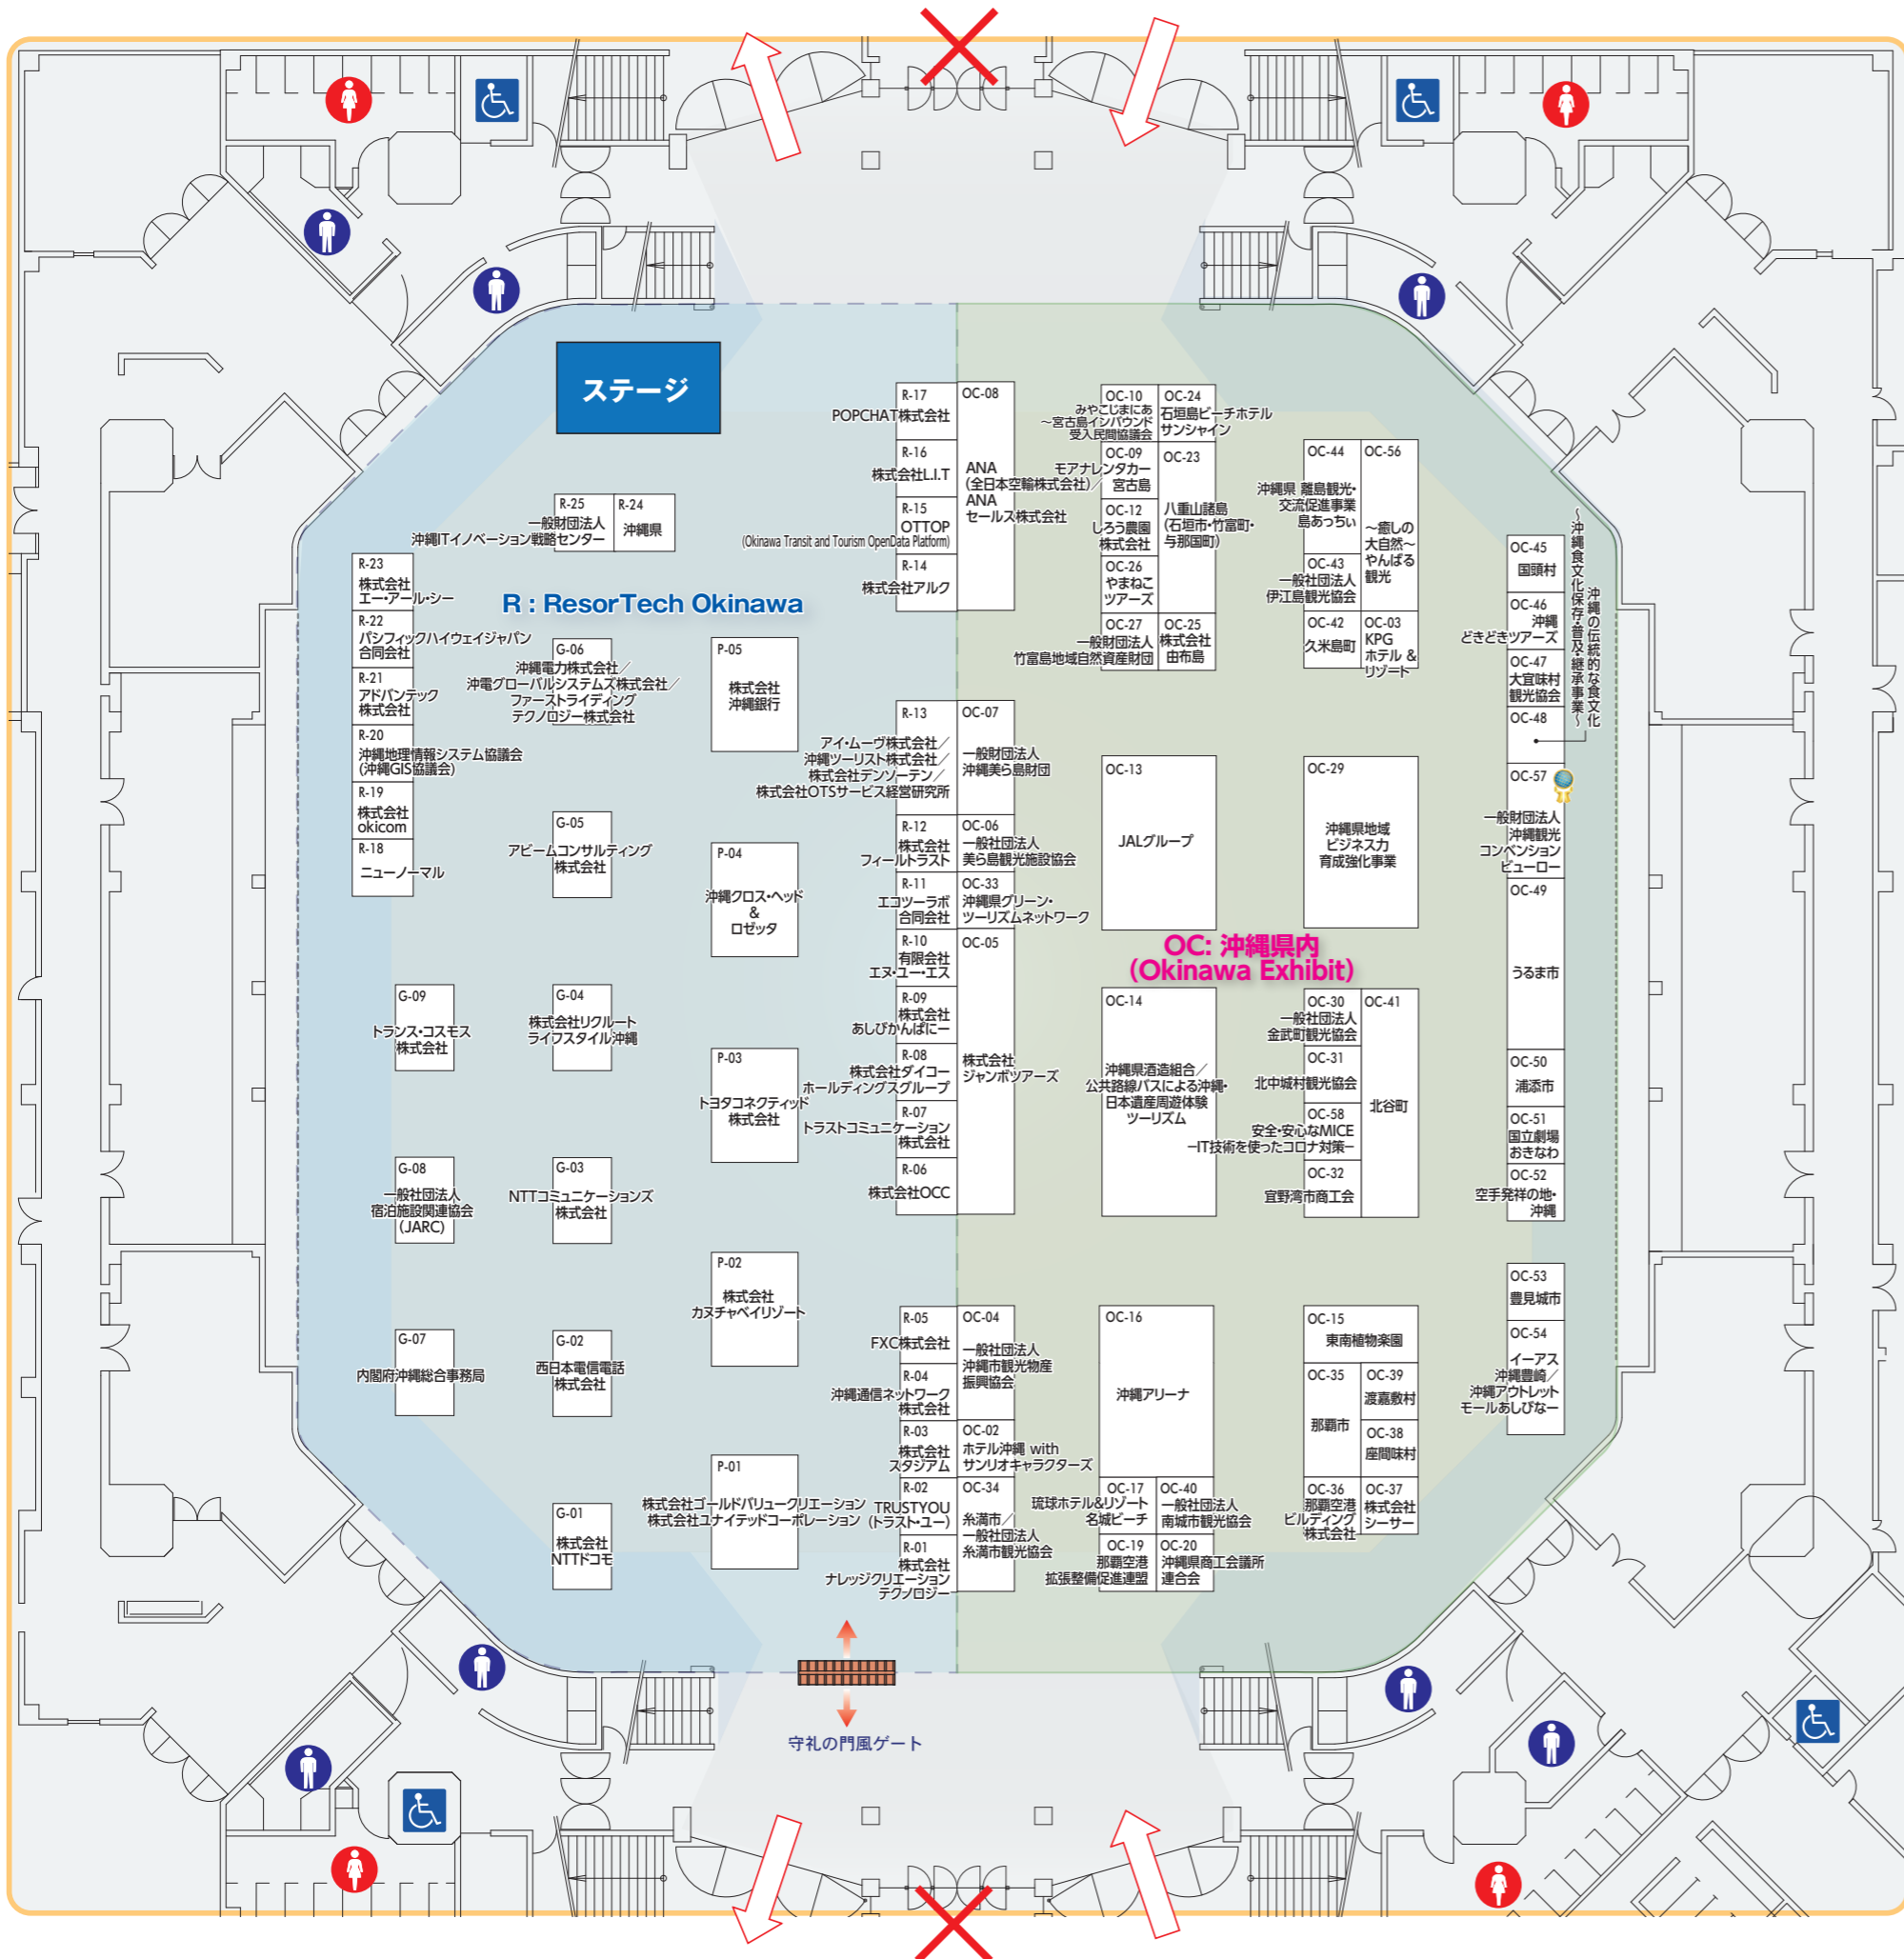 ステージ
R-25
一般財団法人
沖縄ITイノベーション戦略センター
R-24
沖縄県
R : ResorTech Okinawa
R-23
株式会社
エー・アール・シー
R-22
パシフィックハイウェイジャパン
合同会社
R-21
アドバンテック
株式会社
R-20
沖縄地理情報システム協議会
(沖縄GIS協議会)
R-19
株式会社
okicom
R-18
ニューノーマル
G-06
沖縄電力株式会社／
沖電グローバルシステムズ株式会社／
ファーストライディング
テクノロジー株式会社
G-05
アビームコンサルティング
株式会社
G-09
トランス・コスモス
株式会社
G-04
株式会社リクルート
ライフスタイル沖縄
G-08
一般社団法人
宿泊施設関連協会
(JARC)
G-03
NTTコミュニケーションズ
株式会社
G-07
内閣府沖縄総合事務局
G-02
西日本電信電話
株式会社
G-01
株式会社
NTTドコモ
P-05
株式会社
沖縄銀行
P-04
沖縄クロス・ヘッド
&
ロゼッタ
P-03
トヨタコネクティッド
株式会社
P-02
株式会社
カヌチャベイリゾート
P-01
株式会社ゴールドバリュークリエーション
株式会社ユナイテッドコーポレーション
R-17
POPCHAT株式会社
R-16
株式会社L.I.T
R-15
OTTOP
(Okinawa Transit and Tourism OpenData Platform)
R-14
株式会社アルク
OC-08
ANA
(全日本空輸株式会社)／
ANA
セールス株式会社
R-13
アイ・ムーヴ株式会社／
沖縄ツーリスト株式会社／
株式会社デンソーテン／
株式会社OTSサービス経営研究所
R-12
株式会社
フィールトラスト
R-11
エコツーラボ
合同会社
R-10
有限会社
エヌ・ユー・エス
R-09
株式会社
あしびかんぱにー
R-08
株式会社ダイコー
ホールディングスグループ
R-07
トラストコミュニケーション
株式会社
R-06
株式会社OCC
OC-07
一般財団法人
沖縄美ら島財団
OC-06
一般社団法人
美ら島観光施設協会
OC-33
沖縄県グリーン・
ツーリズムネットワーク
OC-05
株式会社
ジャンボツアーズ
R-05
FXC株式会社
R-04
沖縄通信ネットワーク
株式会社
R-03
株式会社
スタジアム
R-02
TRUSTYOU
(トラスト・ユー)
R-01
株式会社
ナレッジクリエーション
テクノロジー
OC-04
一般社団法人
沖縄市観光物産
振興協会
OC-02
ホテル沖縄 with
サンリオキャラクターズ
OC-34
糸満市／
一般社団法人
糸満市観光協会
OC-10
みやこじまにあ
～宮古島インバウンド
受入民間協議会
OC-24
石垣島ビーチホテル
サンシャイン
OC-09
モアナレンタカー
宮古島
OC-23
八重山諸島
(石垣市・竹富町・
与那国町)
OC-12
しろう農園
株式会社
OC-26
やまねこ
ツアーズ
OC-27
一般財団法人
竹富島地域自然資産財団
OC-25
株式会社
由布島
OC-44
沖縄県 離島観光・
交流促進事業
島あっちぃ
OC-56
～癒しの
大自然～
やんばる
観光
OC-43
一般社団法人
伊江島観光協会
OC-42
久米島町
OC-03
KPG
ホテル &
リゾート
OC-13
JALグループ
OC-29
沖縄県地域
ビジネス力
育成強化事業
OC: 沖縄県内
(Okinawa Exhibit)
OC-14
沖縄県酒造組合／
公共路線バスによる沖縄・
日本遺産周遊体験
ツーリズム
OC-30
一般社団法人
金武町観光協会
OC-31
北中城村観光協会
OC-58
安全・安心なMICE
ーIT技術を使ったコロナ対策ー
OC-32
宜野湾市商工会
OC-41
北谷町
OC-16
沖縄アリーナ
OC-17
琉球ホテル&リゾート
名城ビーチ
OC-40
一般社団法人
南城市観光協会
OC-19
那覇空港
拡張整備促進連盟
OC-20
沖縄県商工会議所
連合会
OC-15
東南植物楽園
OC-35
那覇市
OC-39
渡嘉敷村
OC-38
座間味村
OC-36
那覇空港
ビルディング
株式会社
OC-37
株式会社
シーサー
OC-45
国頭村
OC-46
沖縄
どきどきツアーズ
OC-47
大宜味村
観光協会
OC-48
沖縄の伝統的な食文化
～沖縄食文化保存・普及・継承事業～
OC-57
一般財団法人
沖縄観光
コンベンション
ビューロー
OC-49
うるま市
OC-50
浦添市
OC-51
国立劇場
おきなわ
OC-52
空手発祥の地・
沖縄
OC-53
豊見城市
OC-54
イーアス
沖縄豊崎／
沖縄アウトレット
モールあしびなー
守礼の門風ゲート